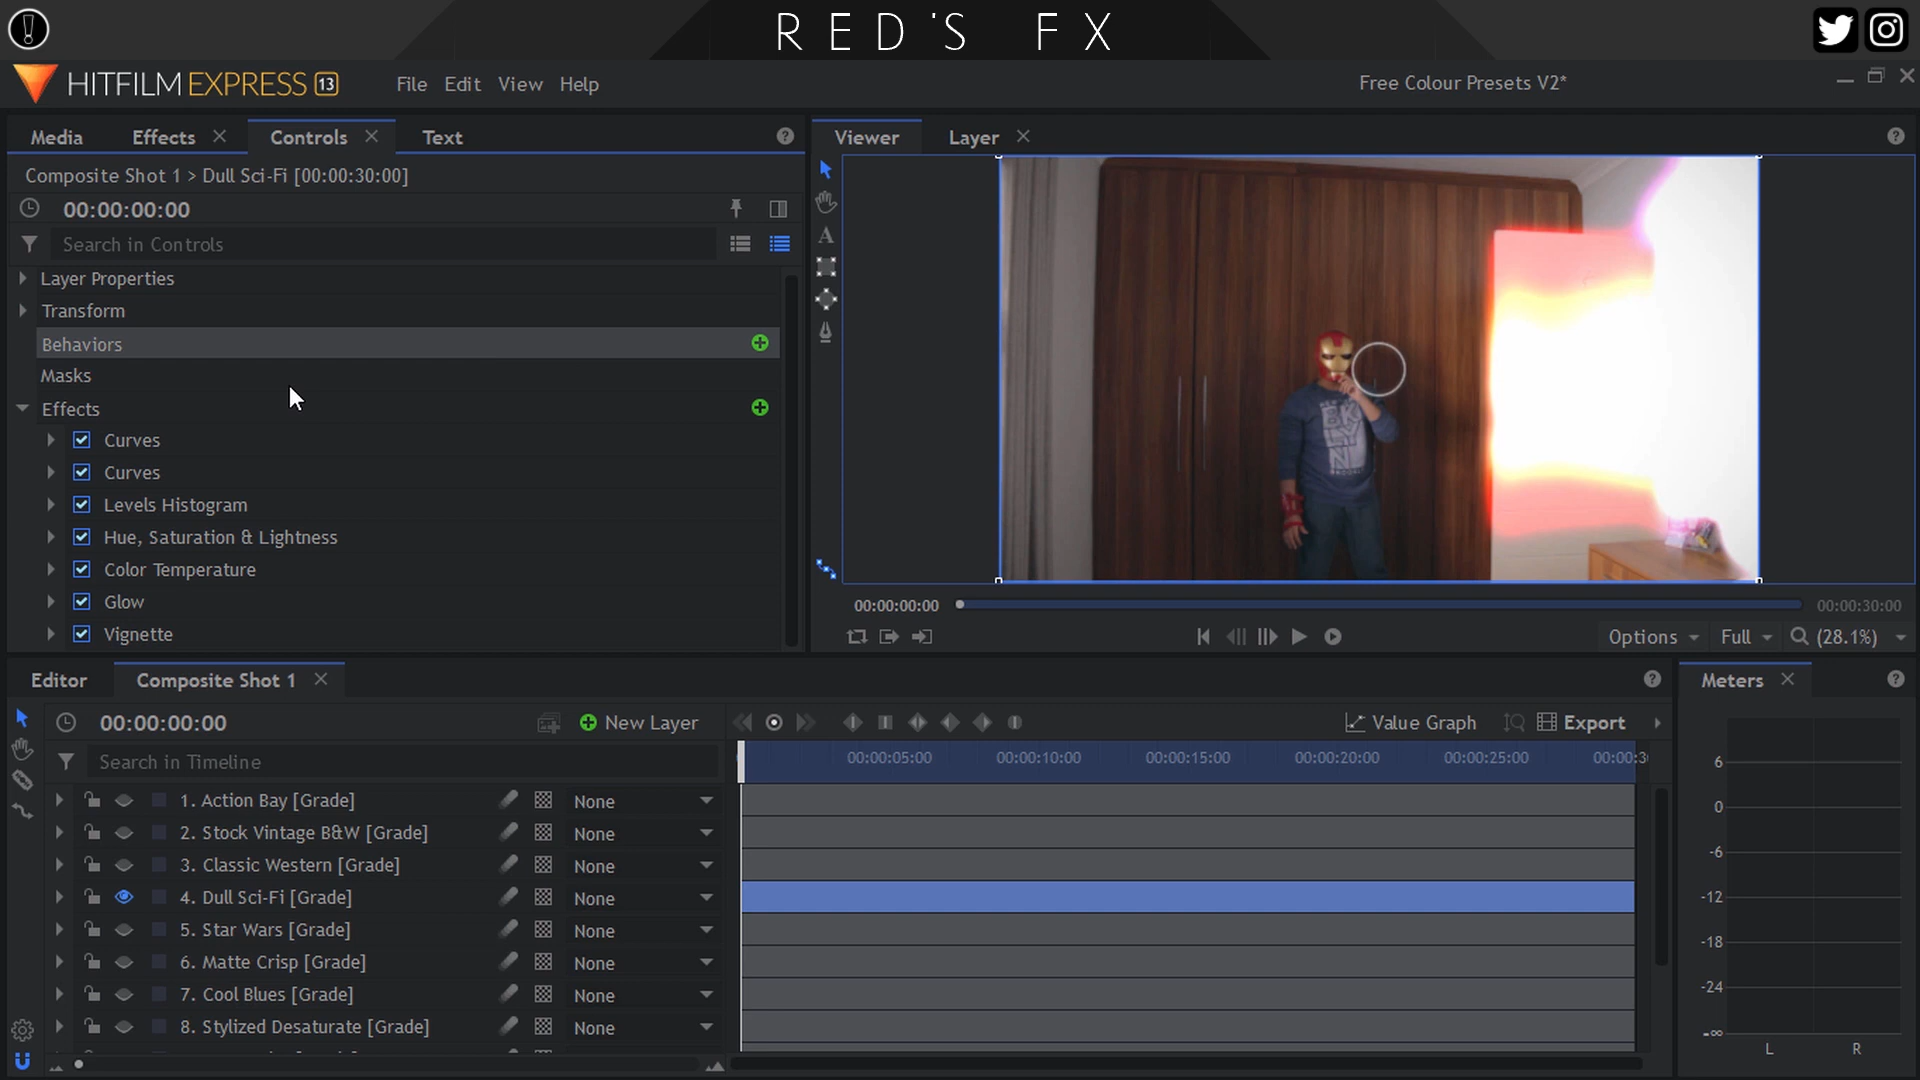 RED'S FX
HITFILM EXPRESS 13
File Edit View Help
Free Colour Presets V2*
Media Effects Controls Text
Viewer Layer
Composite Shot 1 > Dull Sci-Fi [00:00:30:00]
00:00:00:00
Search in Controls
Layer Properties
Transform
Behaviors
Masks
Effects
Curves
Curves
Levels Histogram
Hue, Saturation & Lightness
Color Temperature
Glow
Vignette
BK
LY
N
00:00:00:00
00:00:30:00
Options Full (28.1%)
Editor Composite Shot 1
Meters
00:00:00:00
New Layer
Value Graph
Export
Search in Timeline
00:00:05:00 00:00:10:00 00:00:15:00 00:00:20:00 00:00:25:00 00:00:3
1. Action Bay [Grade] None
2. Stock Vintage B&W [Grade] None
3. Classic Western [Grade] None
4. Dull Sci-Fi [Grade] None
5. Star Wars [Grade] None
6. Matte Crisp [Grade] None
7. Cool Blues [Grade] None
8. Stylized Desaturate [Grade] None
6
0
-6
-12
-18
-24
-∞
L R